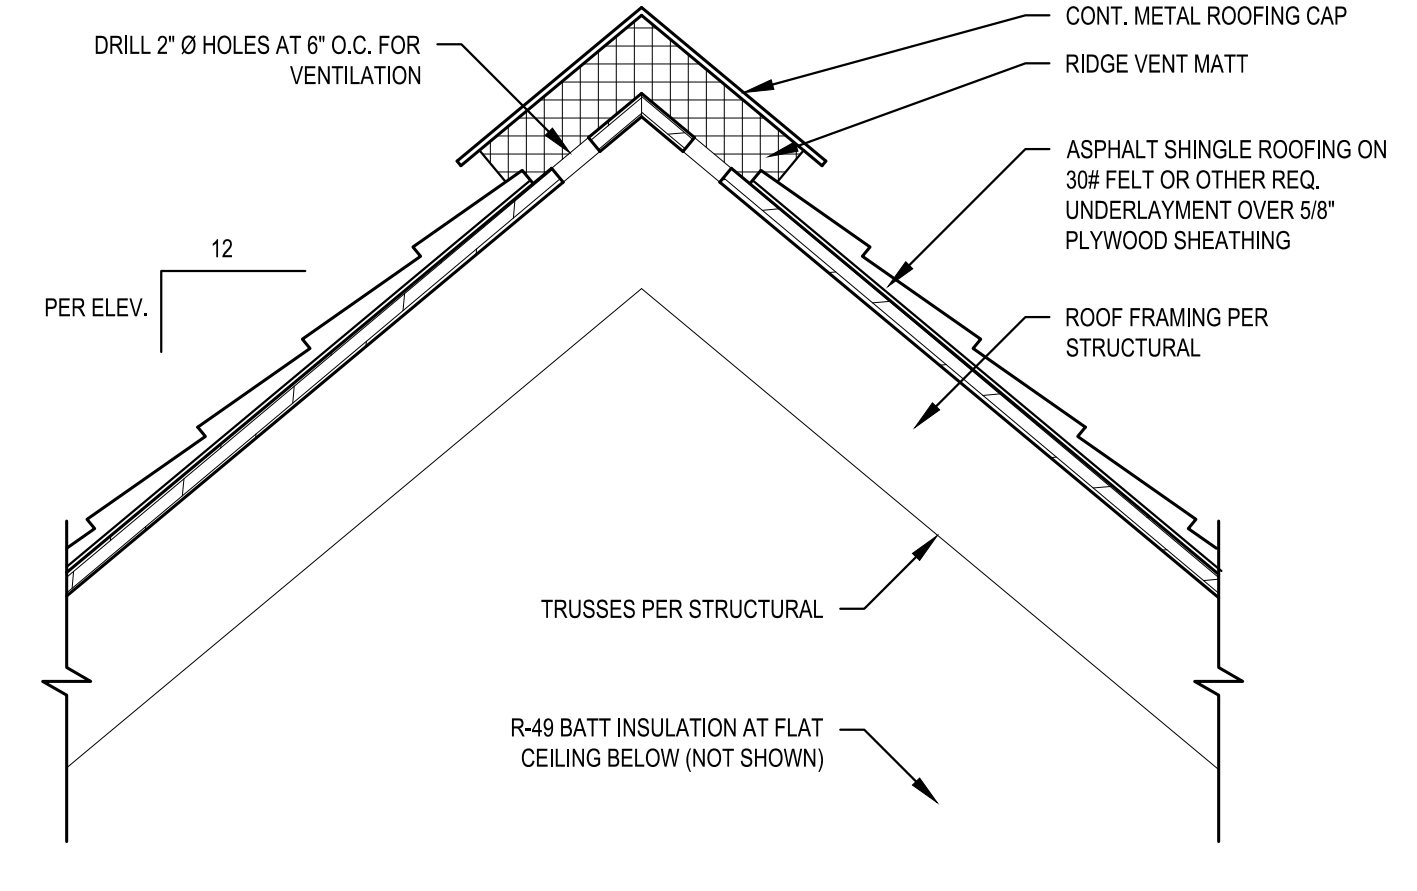 DRILL 2" Ø HOLES AT 6" O.C. FOR
VENTILATION
CONT. METAL ROOFING CAP
RIDGE VENT MATT
ASPHALT SHINGLE ROOFING ON
30# FELT OR OTHER REQ.
UNDERLAYMENT OVER 5/8"
PLYWOOD SHEATHING
12
PER ELEV.
ROOF FRAMING PER
STRUCTURAL
TRUSSES PER STRUCTURAL
R-49 BATT INSULATION AT FLAT
CEILING BELOW (NOT SHOWN)